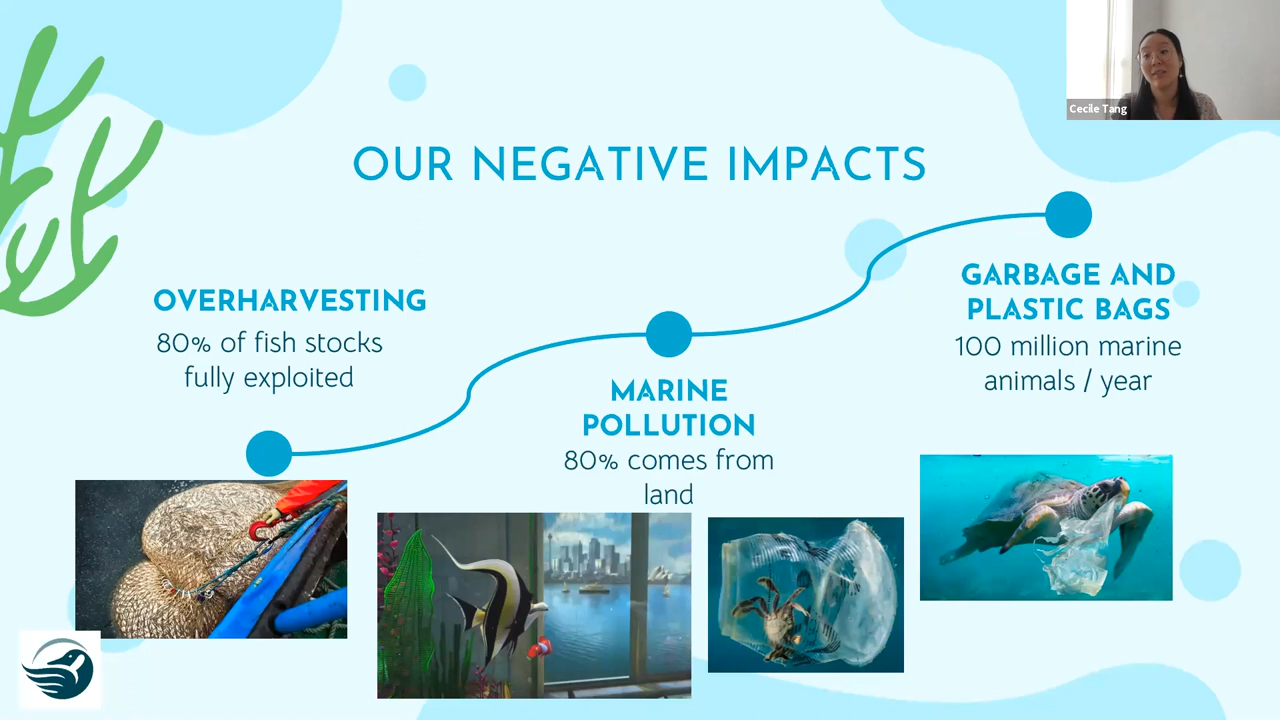 Cecile Tang
OUR NEGATIVE IMPACTS
OVERHARVESTING
80% of fish stocks
fully exploited
MARINE
POLLUTION
80% comes from
land
GARBAGE AND
PLASTIC BAGS
100 million marine
animals / year